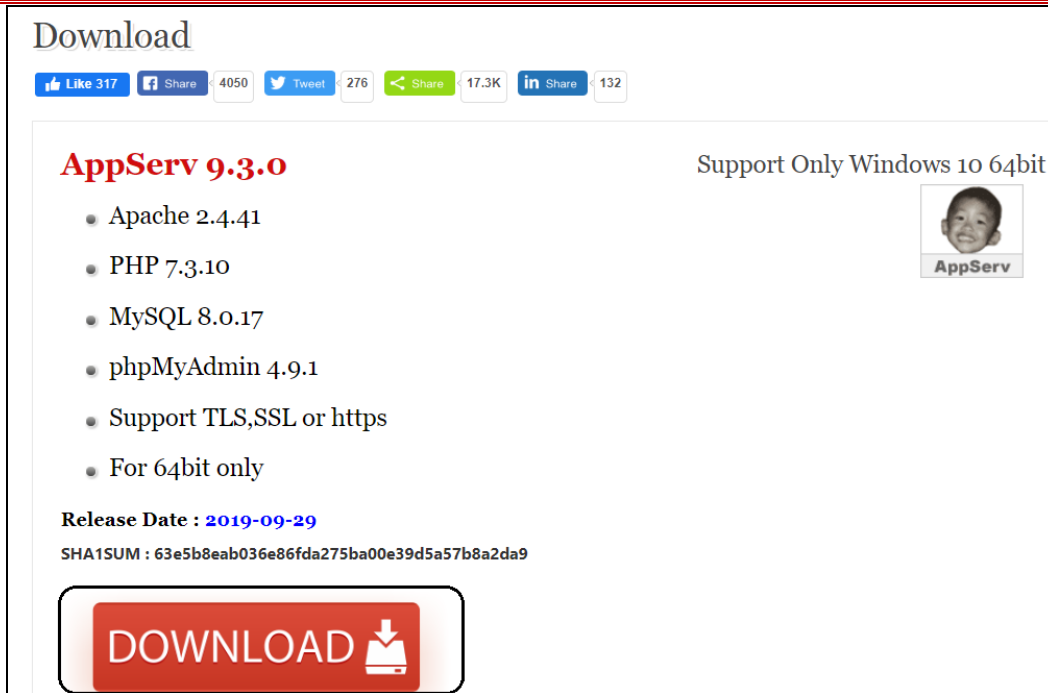 Download
Like 317 Share 4050 Tweet 276 Share 17.3K in Share 132
AppServ 9.3.0
Support Only Windows 10 64bit
AppServ
Apache 2.4.41
PHP 7.3.10
MySQL 8.0.17
phpMyAdmin 4.9.1
Support TLS,SSL or https
For 64bit only
Release Date : 2019-09-29
SHA1SUM : 63e5b8eab036e86fda275ba00e39d5a57b8a2da9
DOWNLOAD